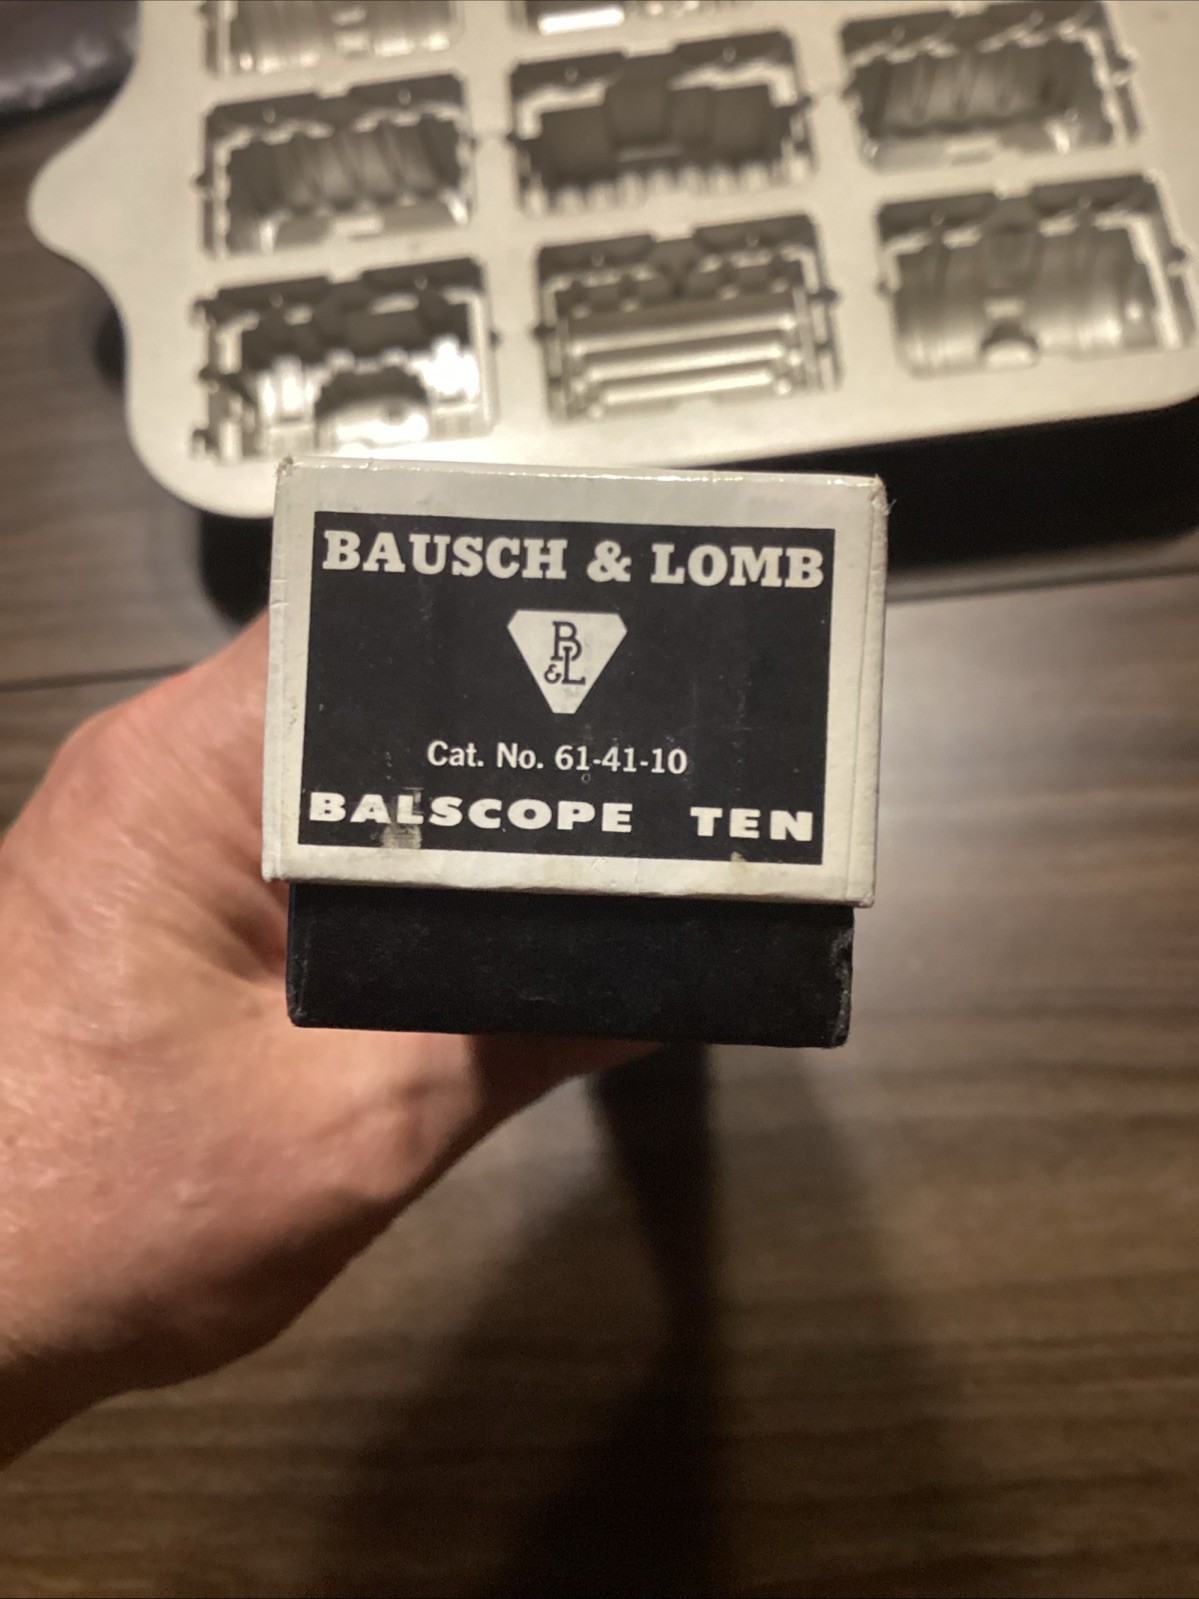 BAUSCH & LOMB
B&L
Cat. No. 61-41-10
BALSCOPE TEN